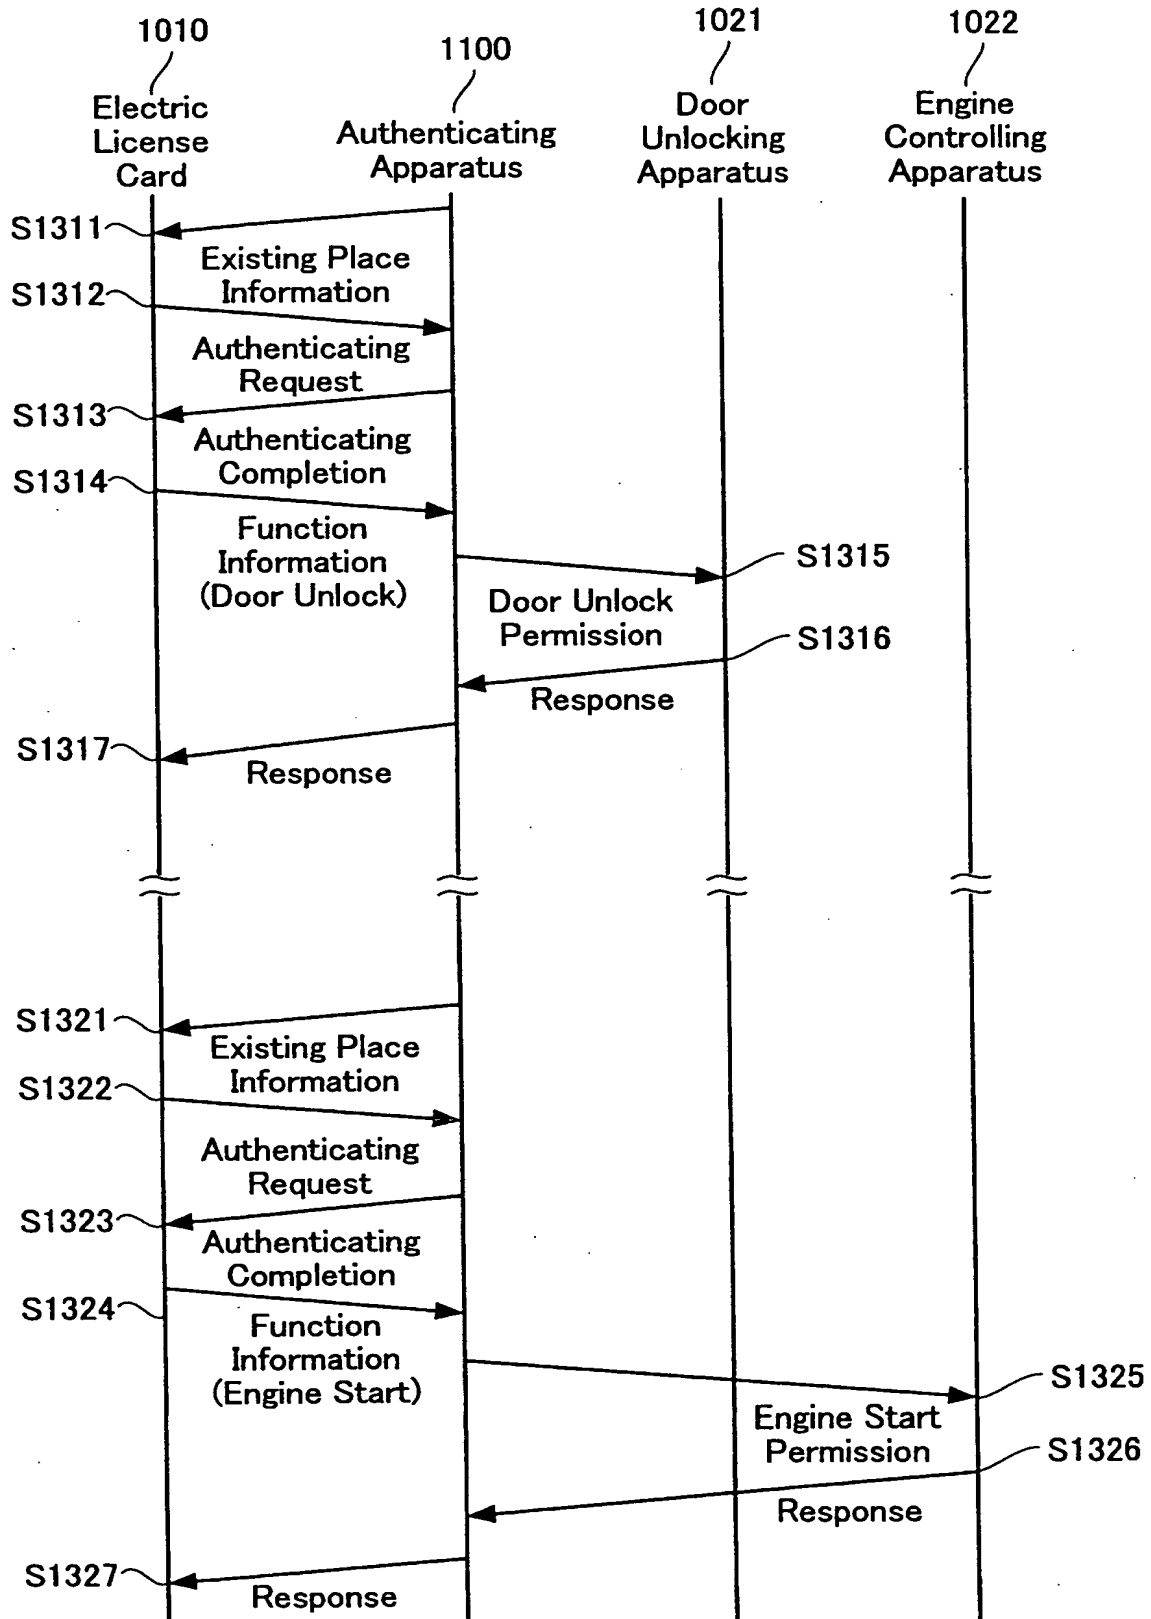 1010
1100
1021
1022
Electric
License
Card
Authenticating
Apparatus
Door
Unlocking
Apparatus
Engine
Controlling
Apparatus
S1311
Existing Place
Information
S1312
Authenticating
Request
S1313
Authenticating
Completion
S1314
Function
Information
(Door Unlock)
S1315
Door Unlock
Permission
S1316
Response
S1317
Response
S1321
Existing Place
Information
S1322
Authenticating
Request
S1323
Authenticating
Completion
S1324
Function
Information
(Engine Start)
S1325
Engine Start
Permission
S1326
Response
S1327
Response